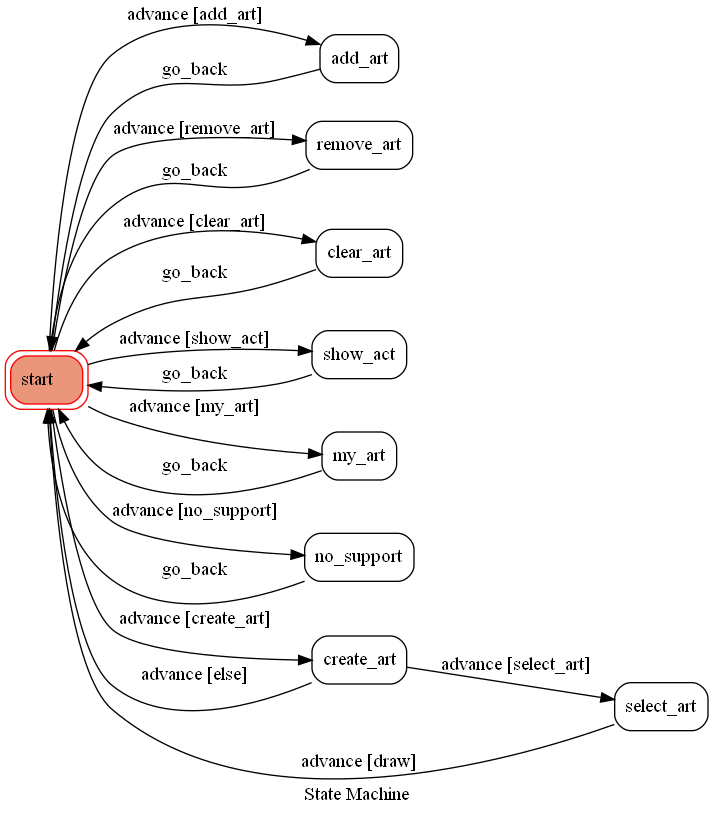 advance [add_art]
add_art
go_back
advance [remove_art]
remove_art
go_back
advance [clear_art]
clear_art
go_back
advance [show_act]
show_act
go_back
start
advance [my_art]
my_art
go_back
advance [no_support]
no_support
go_back
advance [create_art]
create_art
advance [select_art]
advance [else]
select_art
advance [draw]
State Machine